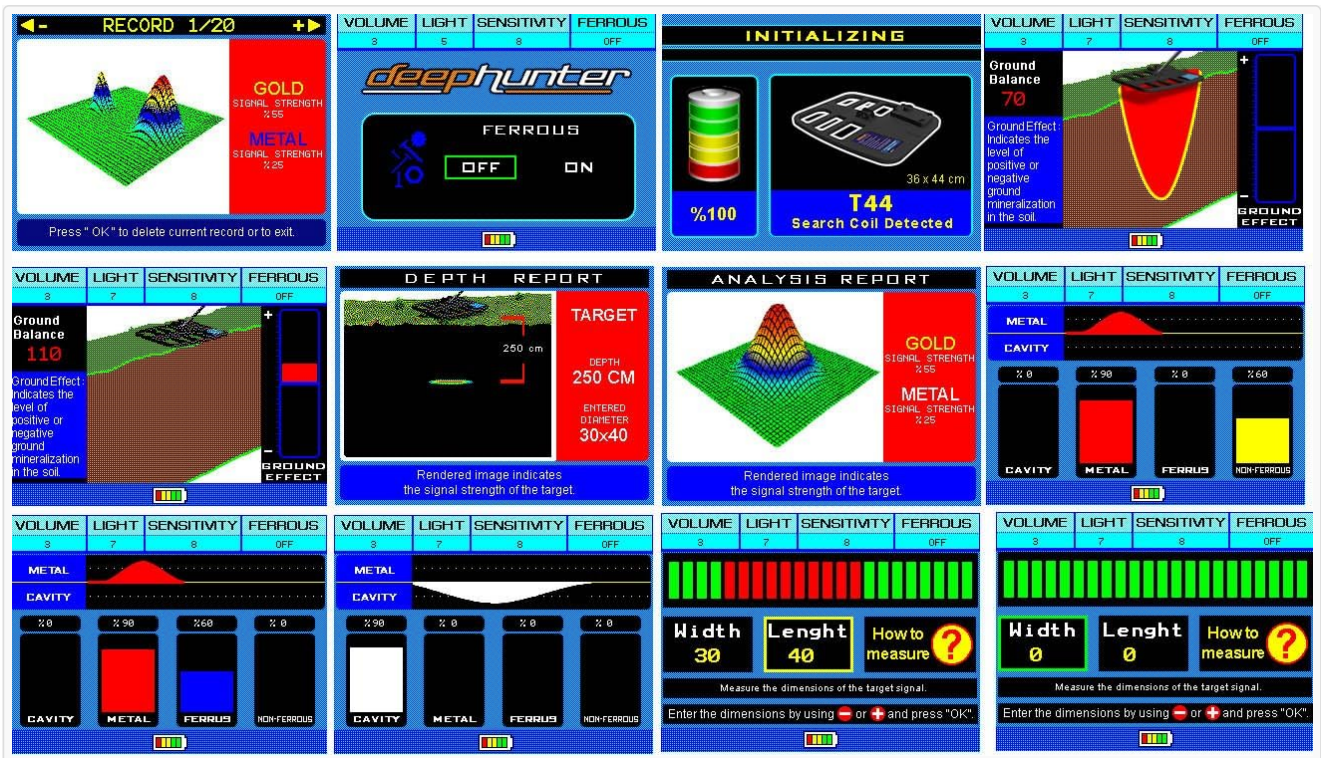 RECORD 1/20
GOLD
SIGNAL STRENGTH
%55
METAL
SIGNAL STRENGTH
%25
Press " OK " to delete current record or to exit.
VOLUME LIGHT SENSITIVITY FERROUS
3 5 8 OFF
deephunter
FERROUS
OFF ON
INITIALIZING
%100
36 x 44 cm
T44
Search Coil Detected
VOLUME LIGHT SENSITIVITY FERROUS
3 7 8 OFF
Ground
Balance
70
Ground Effect :
Indicates the
level of
positive or
negative
ground
mineralization
in the soil.
+
-
GROUND
EFFECT
VOLUME LIGHT SENSITIVITY FERROUS
3 7 8 OFF
Ground
Balance
110
Ground Effect :
Indicates the
level of
positive or
negative
ground
mineralization
in the soil.
+
-
GROUND
EFFECT
DEPTH REPORT
250 cm
TARGET
DEPTH
250 CM
ENTERED
DIAMETER
30x40
Rendered image indicates
the signal strength of the target.
ANALYSIS REPORT
GOLD
SIGNAL STRENGTH
%55
METAL
SIGNAL STRENGTH
%25
Rendered image indicates
the signal strength of the target.
VOLUME LIGHT SENSITIVITY FERROUS
3 7 8 OFF
METAL
CAVITY
% 0 % 90 % 0 %60
CAVITY METAL FERRUS NON-FERROUS
VOLUME LIGHT SENSITIVITY FERROUS
3 7 8 OFF
METAL
CAVITY
%0 % 90 %60 % 0
CAVITY METAL FERRUS NON-FERROUS
VOLUME LIGHT SENSITIVITY FERROUS
3 7 8 OFF
METAL
CAVITY
%90 % 0 % 0 % 0
CAVITY METAL FERRUS NON-FERROUS
VOLUME LIGHT SENSITIVITY FERROUS
3 7 8 OFF
Width Lenght How to
30 40 measure ?
Measure the dimensions of the target signal.
Enter the dimensions by using - or + and press "OK".
VOLUME LIGHT SENSITIVITY FERROUS
3 7 8 OFF
Width Lenght How to
0 0 measure ?
Measure the dimensions of the target signal.
Enter the dimensions by using - or + and press "OK".